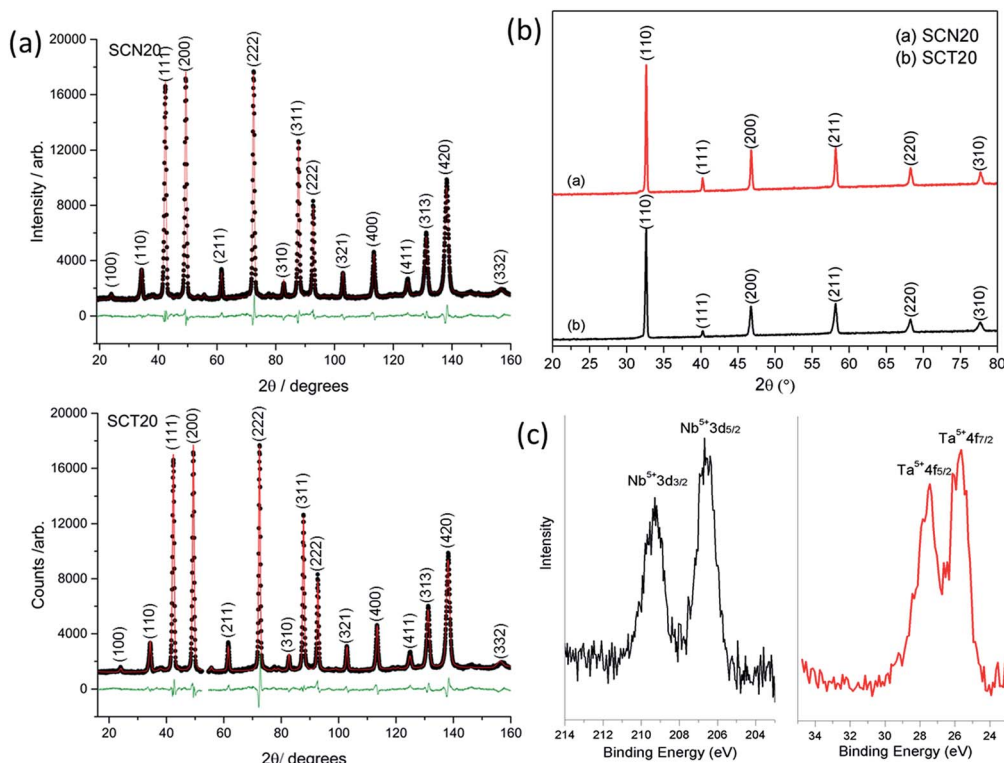 (a)
SCN20
Intensity / arb.
20000
16000
12000
8000
4000
0
(100)
(110)
(111)
(200)
(211)
(222)
(310)
(311)
(222)
(321)
(400)
(411)
(313)
(420)
(332)
20 40 60 80 100 120 140 160
2θ / degrees
SCT20
Counts /arb.
20000
16000
12000
8000
4000
0
(100)
(110)
(111)
(200)
(211)
(222)
(310)
(311)
(222)
(321)
(400)
(411)
(313)
(420)
(332)
20 40 60 80 100 120 140 160
2θ/ degrees
(b)
(a) SCN20
(b) SCT20
(110)
(111)
(200)
(211)
(220)
(310)
(a)
(110)
(111)
(200)
(211)
(220)
(310)
(b)
20 25 30 35 40 45 50 55 60 65 70 75 80
2θ (°)
(c)
Intensity
Nb5+3d5/2
Nb5+3d3/2
214 212 210 208 206 204
Binding Energy (eV)
Ta5+4f7/2
Ta5+4f5/2
34 32 30 28 26 24
Binding Energy (eV)